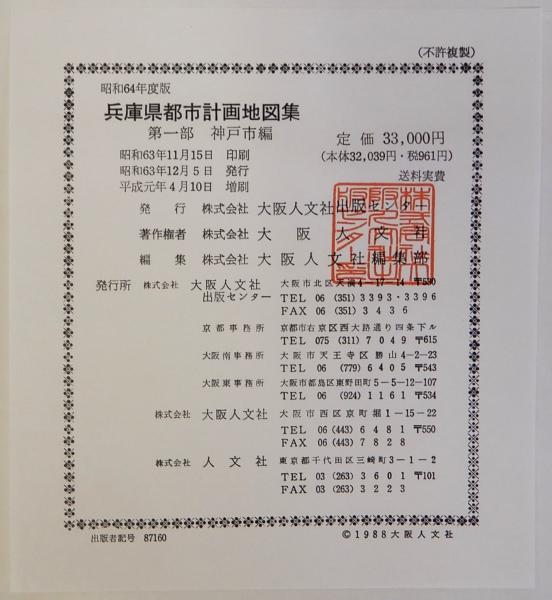 (不許複製)
昭和64年度版
兵庫県都市計画地図集
第一部 神戸市編
定価 33,000円
(本体32,039円・税961円)
送料実費
昭和63年11月15日 印刷
昭和63年12月5日 発行
平成元年4月10日 増刷
発行 株式会社 大阪人文社出版センター
著作権者 株式会社 大阪人文社
編集 株式会社 大阪人文社編集部
発行所 株式会社 大阪人文社 大阪市北区天満4-17-14 〒530
出版センター TEL 06 (351) 3393・3396
FAX 06 (351) 3436
京都事務所 京都市右京区西大路通り四条下ル
TEL 075 (311) 7049 〒615
大阪南事務所 大阪市天王寺区勝山4-2-23
TEL 06 (779) 6405 〒543
大阪東事務所 大阪市都島区東野田町5-5-12-107
TEL 06 (924) 1161 〒534
株式会社 大阪人文社 大阪市西区京町堀1-15-22
TEL 06 (443) 6481 〒550
FAX 06 (443) 7828
株式会社 人文社 東京都千代田区三崎町3-1-2
TEL 03 (263) 3601 〒101
FAX 03 (263) 3223
出版者記号 87160
©1988大阪人文社